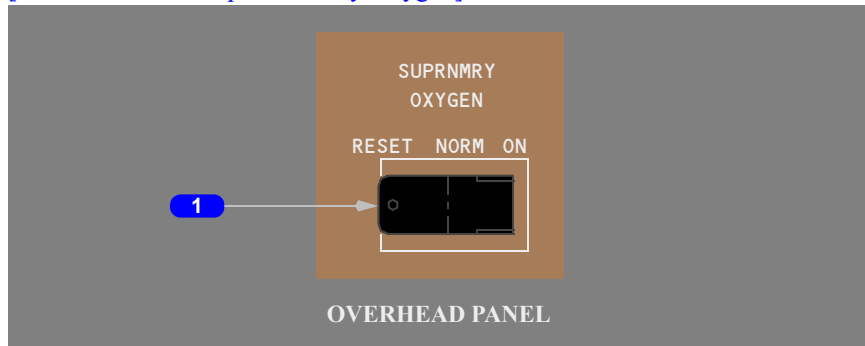 SUPRNMRY
OXYGEN
RESET NORM ON
1
OVERHEAD PANEL